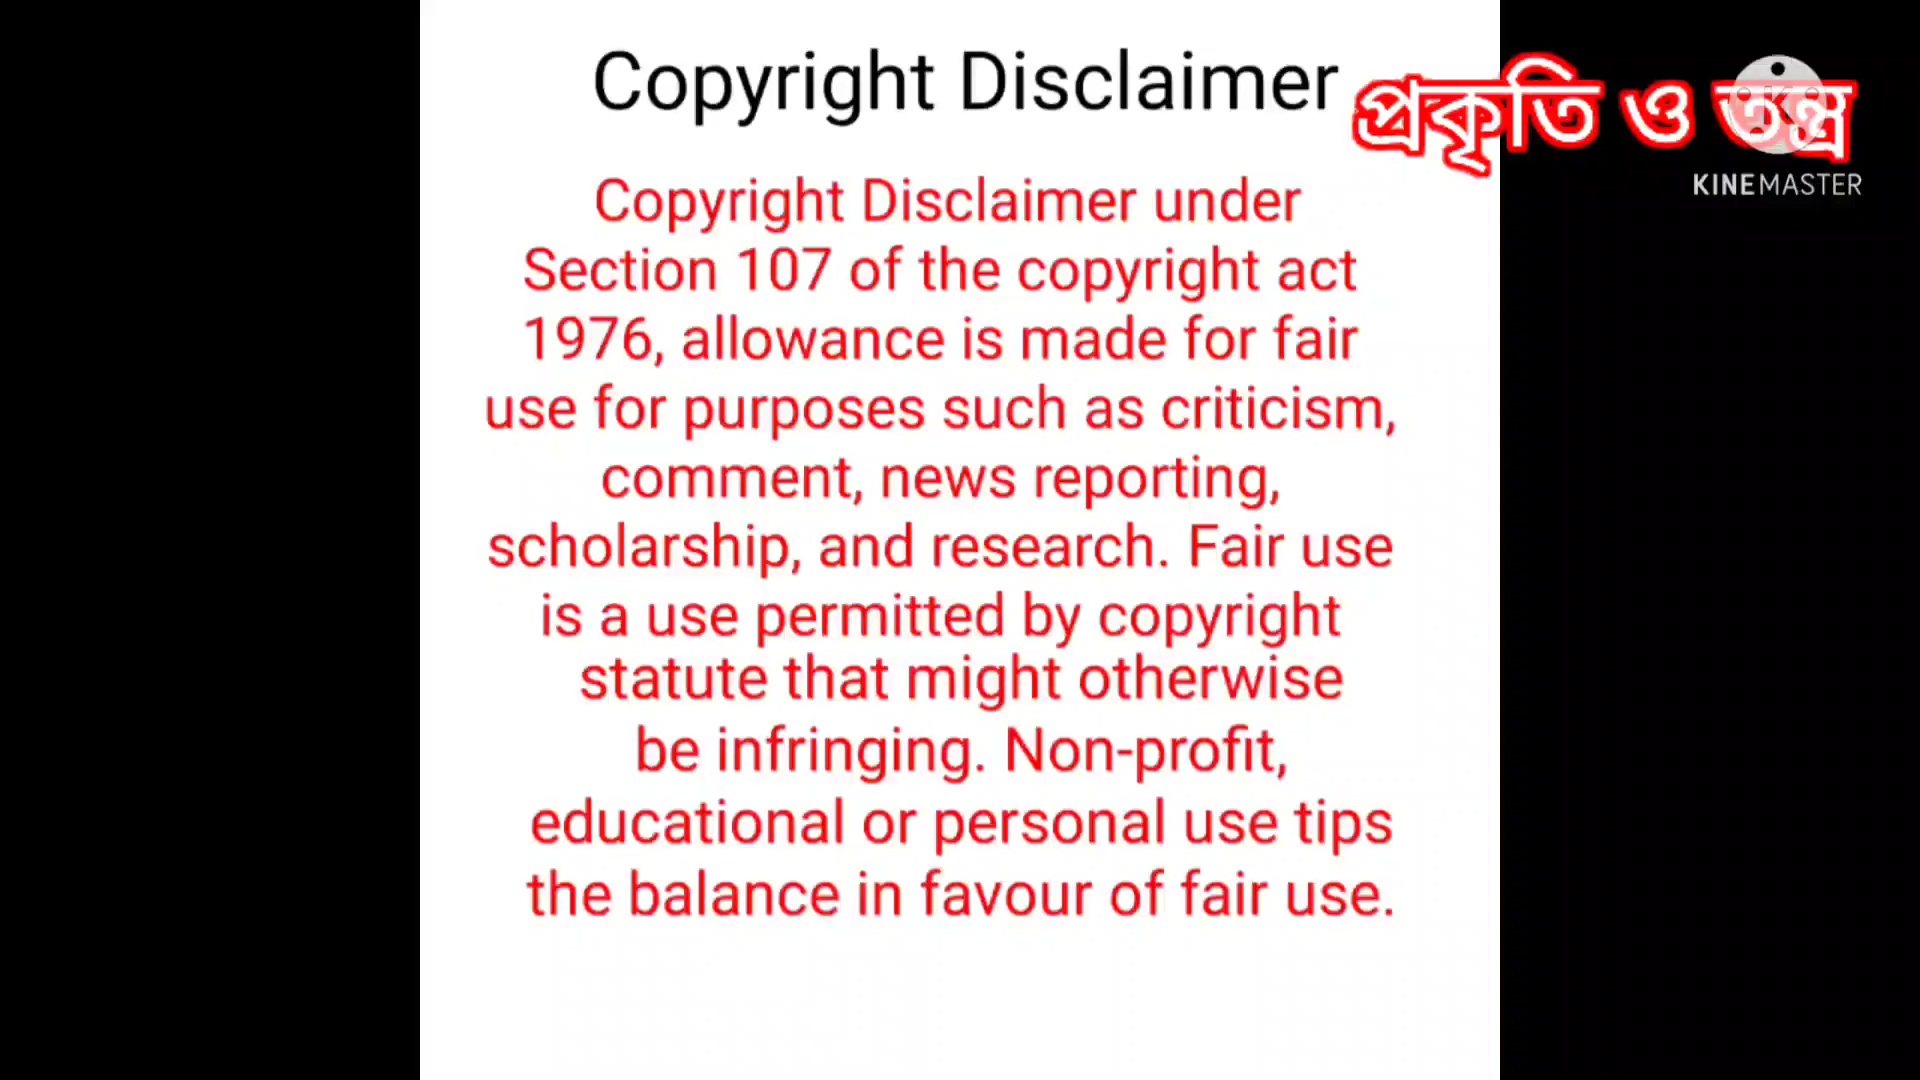 Copyright Disclaimer
প্রকৃতি ও তন্ত্র
KINEMASTER
Copyright Disclaimer under
Section 107 of the copyright act
1976, allowance is made for fair
use for purposes such as criticism,
comment, news reporting,
scholarship, and research. Fair use
is a use permitted by copyright
statute that might otherwise
be infringing. Non-profit,
educational or personal use tips
the balance in favour of fair use.